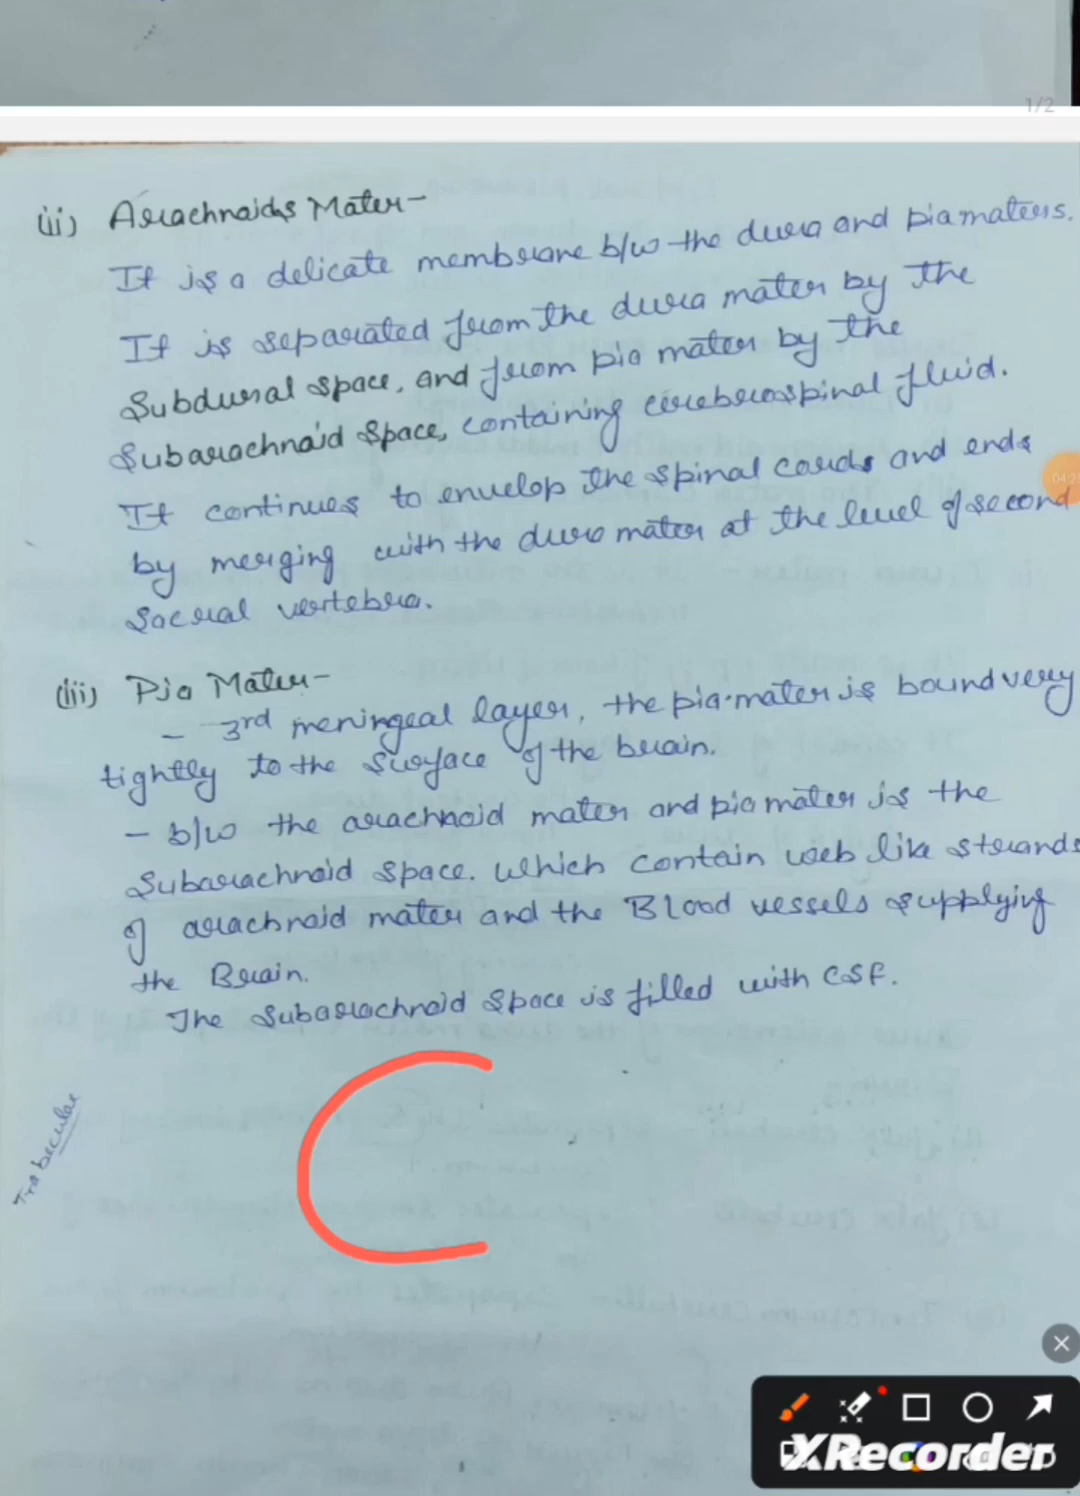 1/2
(ii) Arachnoids Mater-
It is a delicate membrane b/w the dura and piamaters.
It is separated from the dura mater by the
Subdural space, and from pia mater by the
Subarachnoid Space, containing cerebrospinal fluid.
It continues to envelop the spinal cords and ends
by merging with the dura mater at the level of second
Sacral vertebra.
04:2
(iii) Pia Mater-
- 3rd meningeal layer, the pia-mater is bound very
tightly to the surface of the brain.
- b/w the arachnoid mater and pia mater is the
Subarachnoid Space. which contain web like strands
of arachnoid mater and the Blood vessels supplying
the Brain.
The Subarachnoid Space is filled with CSF.
Trabecular
XRecorder